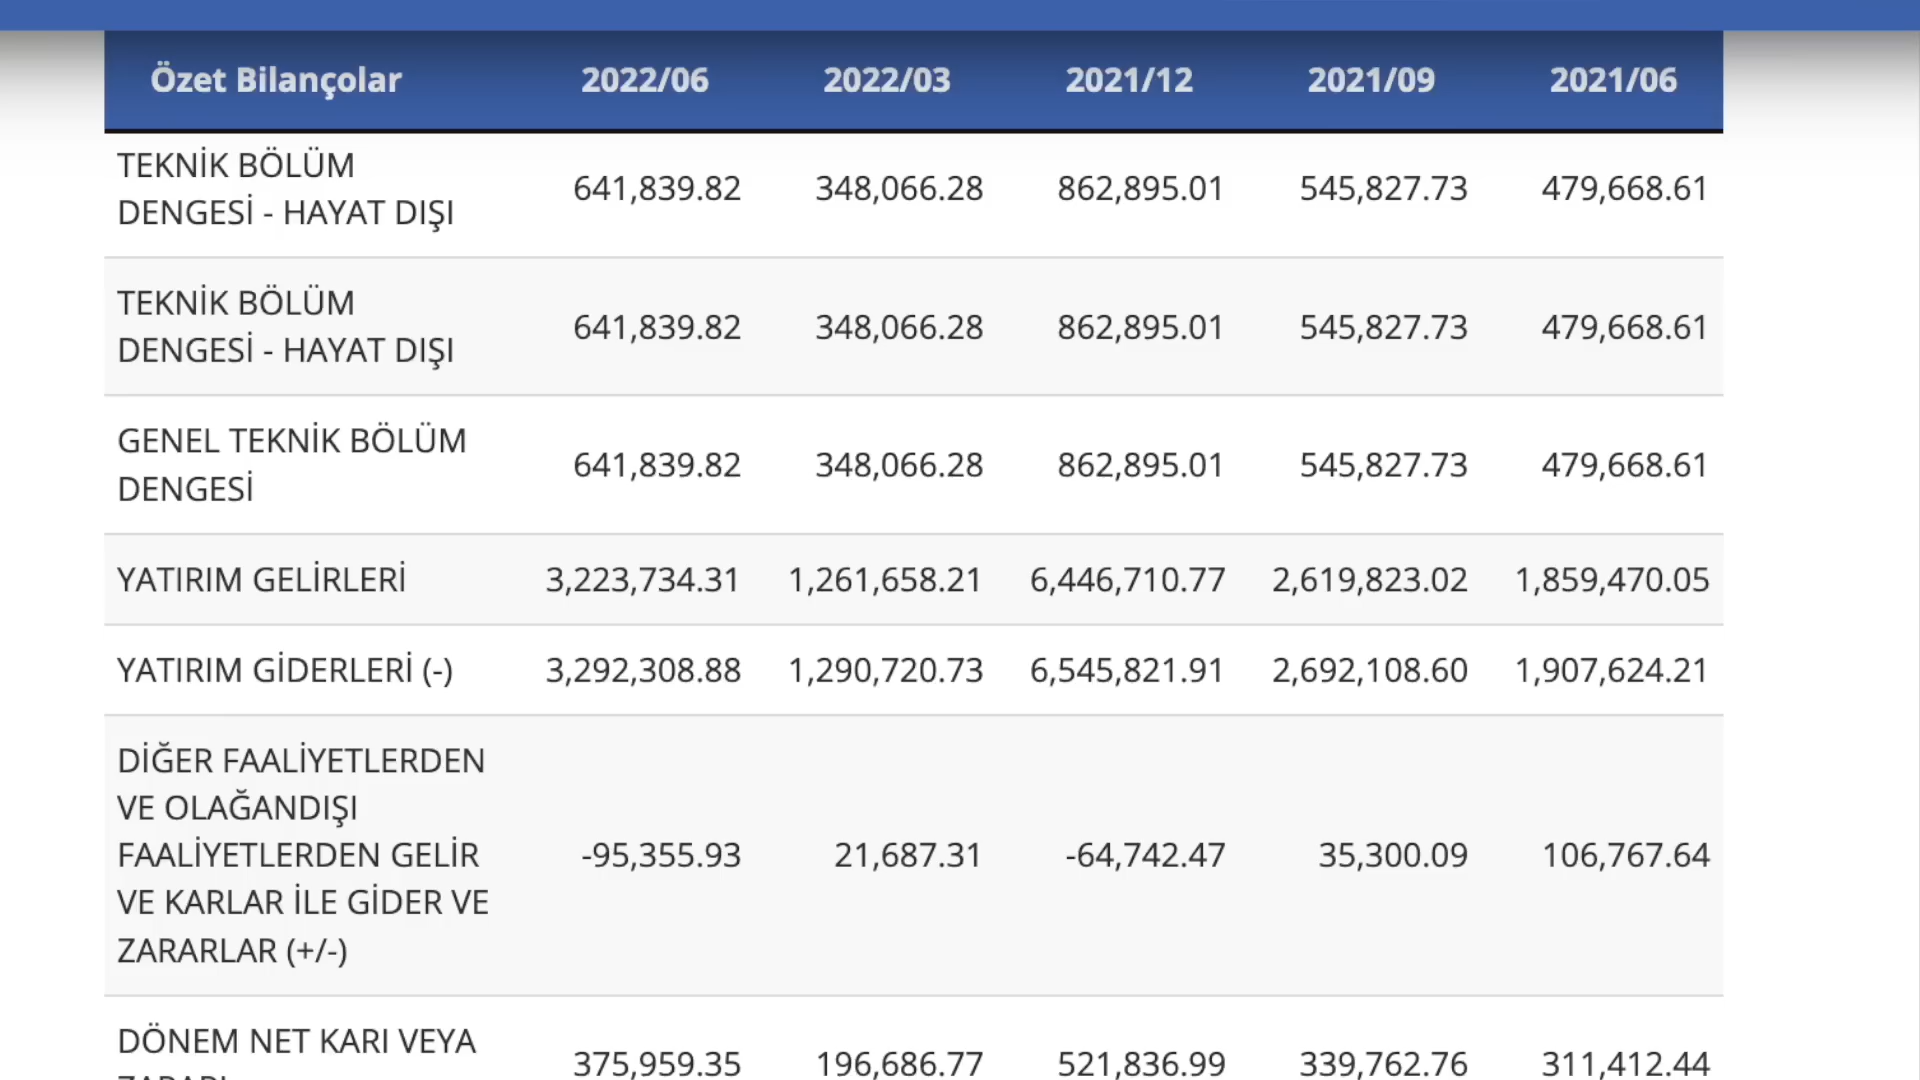 Özet Bilançolar 2022/06 2022/03 2021/12 2021/09 2021/06
TEKNİK BÖLÜM
DENGESİ - HAYAT DIŞI 641,839.82 348,066.28 862,895.01 545,827.73 479,668.61
TEKNİK BÖLÜM
DENGESİ - HAYAT DIŞI 641,839.82 348,066.28 862,895.01 545,827.73 479,668.61
GENEL TEKNİK BÖLÜM
DENGESİ 641,839.82 348,066.28 862,895.01 545,827.73 479,668.61
YATIRIM GELİRLERİ 3,223,734.31 1,261,658.21 6,446,710.77 2,619,823.02 1,859,470.05
YATIRIM GİDERLERİ (-) 3,292,308.88 1,290,720.73 6,545,821.91 2,692,108.60 1,907,624.21
DİĞER FAALİYETLERDEN
VE OLAĞANDIŞI
FAALİYETLERDEN GELİR -95,355.93 21,687.31 -64,742.47 35,300.09 106,767.64
VE KARLAR İLE GİDER VE
ZARARLAR (+/-)
DÖNEM NET KARI VEYA 375,959.35 196,686.77 521,836.99 339,762.76 311,412.44